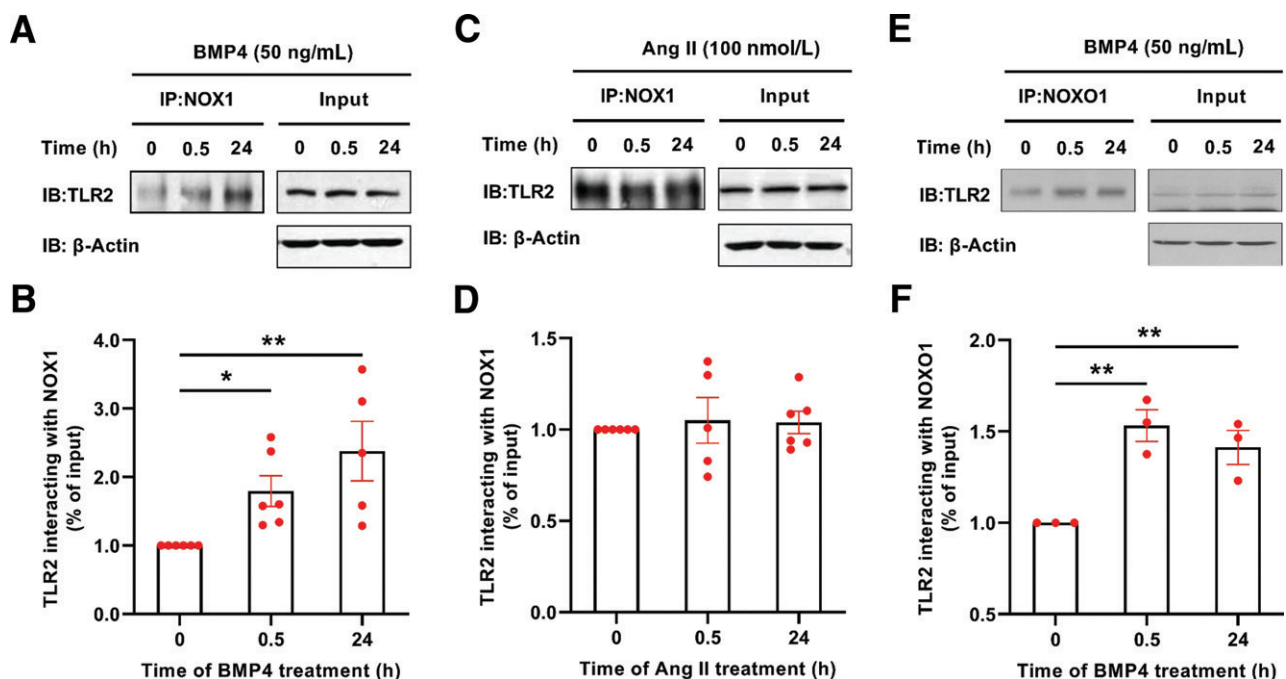 A
BMP4 (50 ng/mL)
IP:NOX1 Input
Time (h) 0 0.5 24 0 0.5 24
IB:TLR2
IB: β-Actin
B
TLR2 interacting with NOX1
(% of input)
4.0
3.0
2.0
1.0
0.0
**
*
0 0.5 24
Time of BMP4 treatment (h)
C
Ang II (100 nmol/L)
IP:NOX1 Input
Time (h) 0 0.5 24 0 0.5 24
IB:TLR2
IB: β-Actin
D
TLR2 interacting with NOX1
(% of input)
1.5
1.0
0.5
0.0
0 0.5 24
Time of Ang II treatment (h)
E
BMP4 (50 ng/mL)
IP:NOXO1 Input
Time (h) 0 0.5 24 0 0.5 24
IB:TLR2
IB: β-Actin
F
TLR2 interacting with NOXO1
(% of input)
2.0
1.5
1.0
0.5
**
**
0 0.5 24
Time of BMP4 treatment (h)